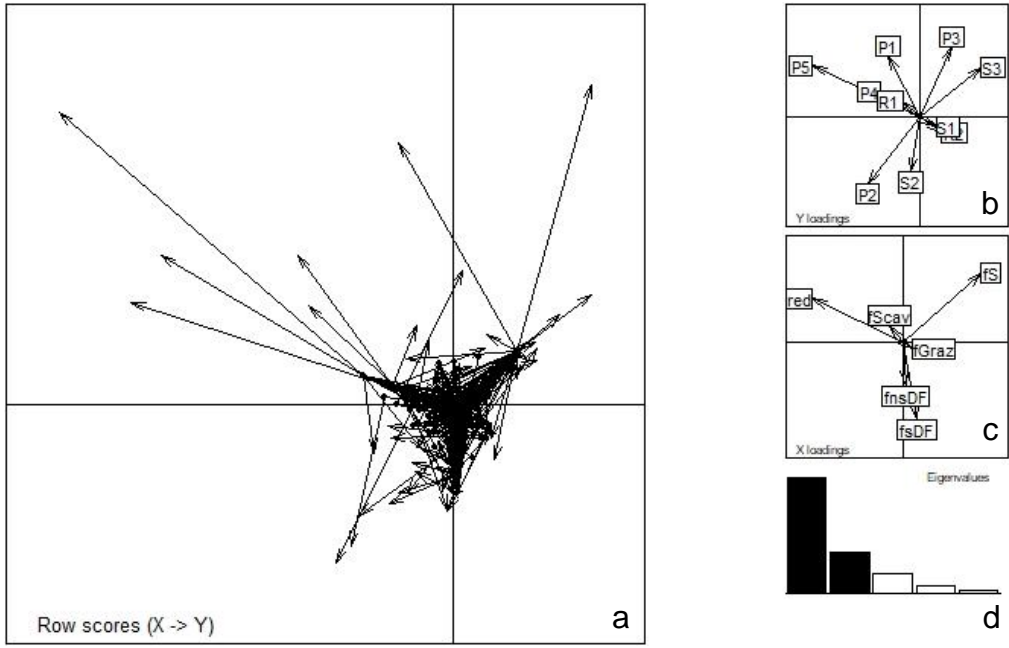 Row scores (X -> Y)
a
P1
P3
P5
S3
P4
R1
S1
R2
P2
S2
Y loadings
b
fS
red
fScav
fGraz
fnsDF
fsDF
X loadings
c
Eigenvalues
d